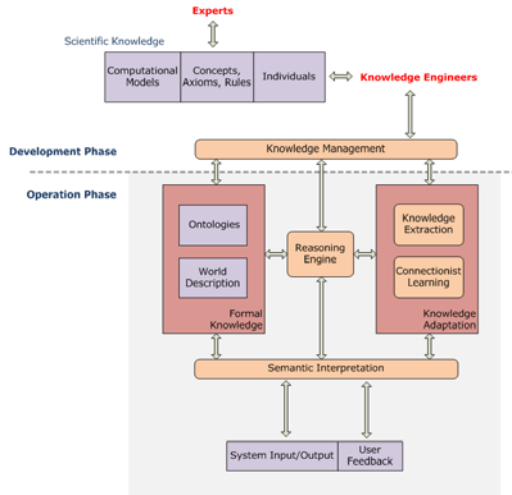 Experts
Scientific Knowledge
Computational
Models
Concepts,
Axioms, Rules
Individuals
Knowledge Engineers
Development Phase
Knowledge Management
Operation Phase
Ontologies
World
Description
Formal
Knowledge
Reasoning
Engine
Knowledge
Extraction
Connectionist
Learning
Knowledge
Adaptation
Semantic Interpretation
System Input/Output
User
Feedback